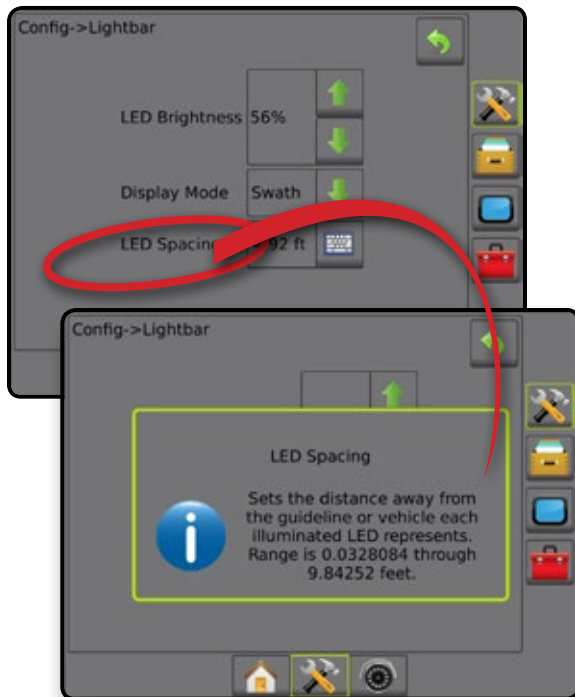 Config->Lightbar
LED Brightness 56%
Display Mode Swath
LED Spacing 92 ft
Config->Lightbar
LED Spacing
i
Sets the distance away from
the guideline or vehicle each
illuminated LED represents.
Range is 0.0328084 through
9.84252 feet.